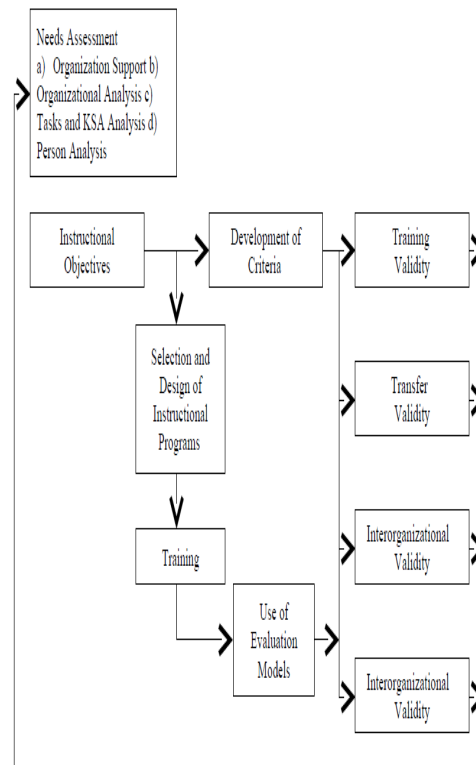 Needs Assessment
a) Organization Support b)
Organizational Analysis c)
Tasks and KSA Analysis d)
Person Analysis
Instructional
Objectives
Development of
Criteria
Training
Validity
Selection and
Design of
Instructional
Programs
Transfer
Validity
Training
Interorganizational
Validity
Use of
Evaluation
Models
Interorganizational
Validity